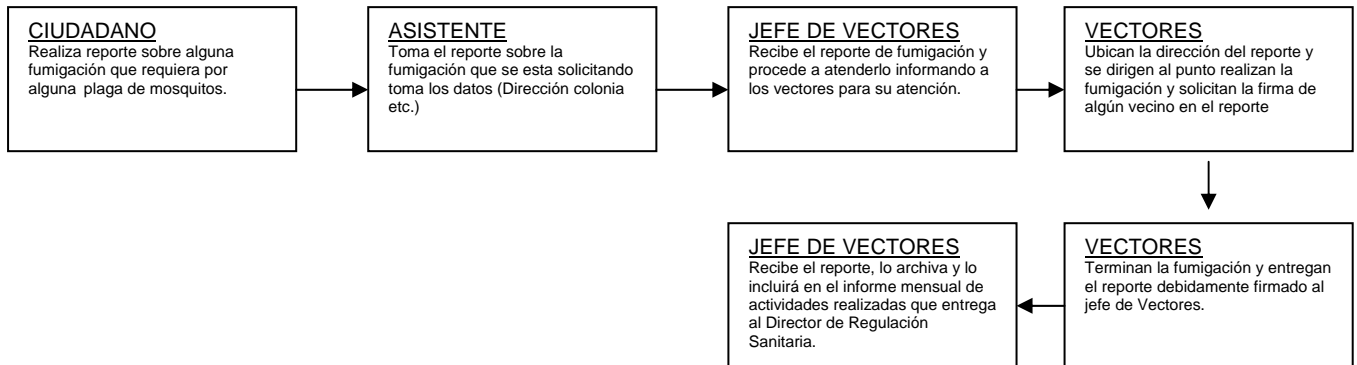 CIUDADANO
Realiza reporte sobre alguna
fumigación que requiera por
alguna plaga de mosquitos.
ASISTENTE
Toma el reporte sobre la
fumigación que se esta solicitando
toma los datos (Dirección colonia
etc.)
JEFE DE VECTORES
Recibe el reporte de fumigación y
procede a atenderlo informando a
los vectores para su atención.
VECTORES
Ubican la dirección del reporte y
se dirigen al punto realizan la
fumigación y solicitan la firma de
algún vecino en el reporte
VECTORES
Terminan la fumigación y entregan
el reporte debidamente firmado al
jefe de Vectores.
JEFE DE VECTORES
Recibe el reporte, lo archiva y lo
incluirá en el informe mensual de
actividades realizadas que entrega
al Director de Regulación
Sanitaria.